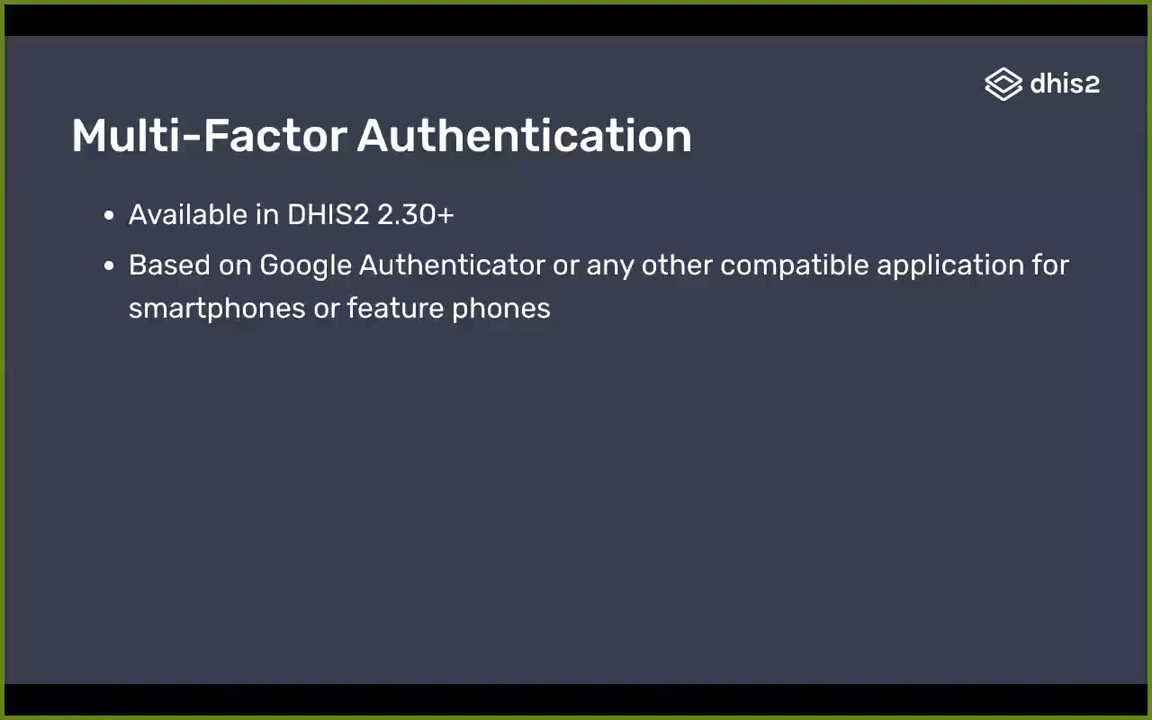 dhis2
Multi-Factor Authentication
• Available in DHIS2 2.30+
• Based on Google Authenticator or any other compatible application for
smartphones or feature phones